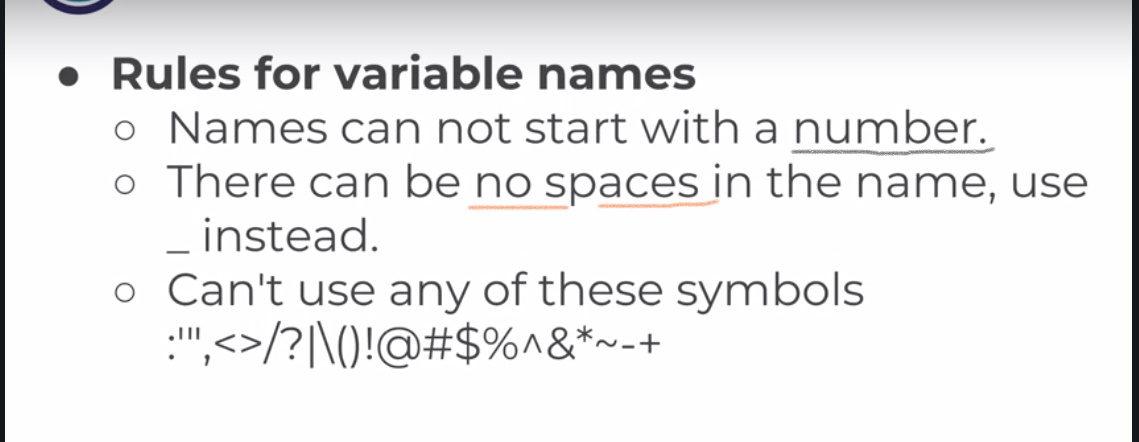 ● Rules for variable names
○ Names can not start with a number.
○ There can be no spaces in the name, use
_ instead.
○ Can't use any of these symbols
:'",<>/?|\()!@#$%^&*~-+